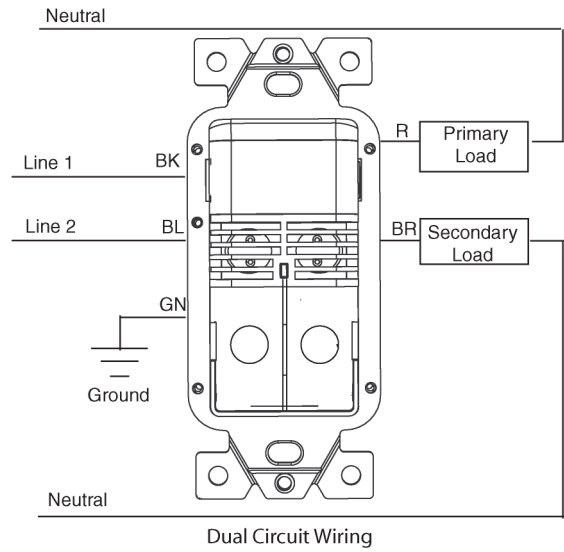 Neutral
R
Primary
Load
Line 1
BK
Line 2
BL
BR
Secondary
Load
GN
Ground
Neutral
Dual Circuit Wiring